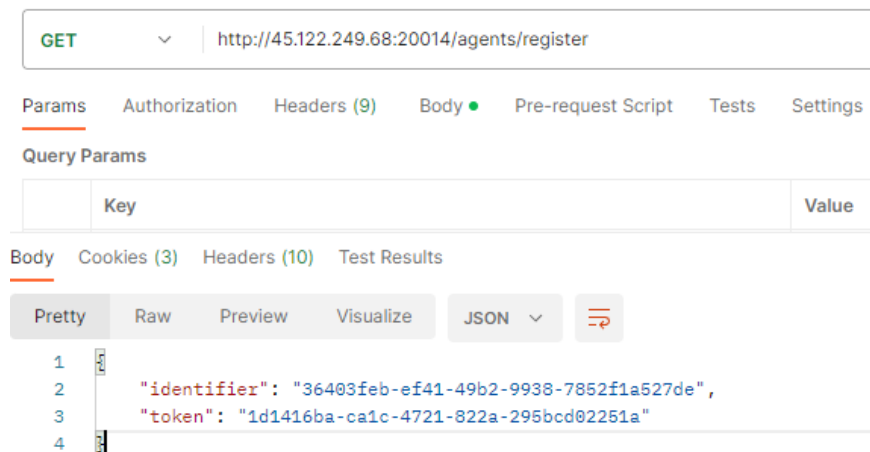 GET http://45.122.249.68:20014/agents/register
Params Authorization Headers (9) Body Pre-request Script Tests Settings
Query Params
Key Value
Body Cookies (3) Headers (10) Test Results
Pretty Raw Preview Visualize JSON
1 {
2 "identifier": "36403feb-ef41-49b2-9938-7852f1a527de",
3 "token": "1d1416ba-ca1c-4721-822a-295bcd02251a"
4 }